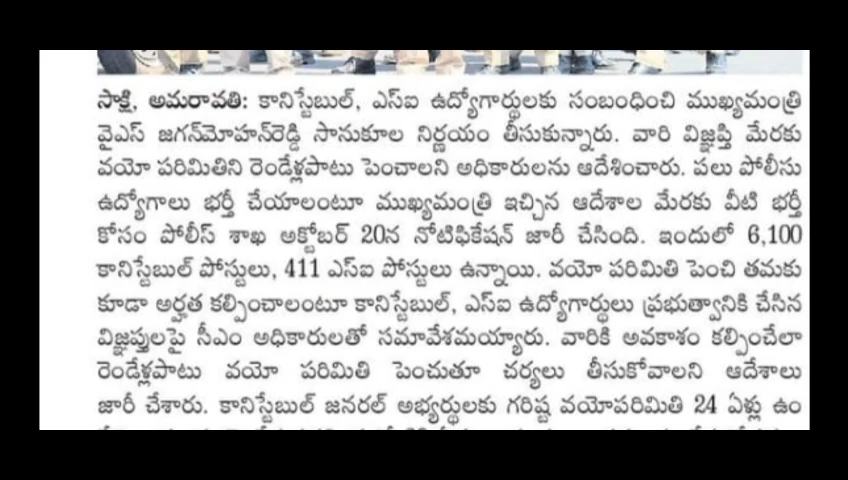 సాక్షి, అమరావతి: కానిస్టేబుల్, ఎస్ఐ ఉద్యోగార్థులకు సంబంధించి ముఖ్యమంత్రి
వైఎస్ జగన్‌మోహన్‌రెడ్డి సానుకూల నిర్ణయం తీసుకున్నారు. వారి విజ్ఞప్తి మేరకు
వయో పరిమితిని రెండేళ్లపాటు పెంచాలని అధికారులను ఆదేశించారు. పలు పోలీసు
ఉద్యోగాలు భర్తీ చేయాలంటూ ముఖ్యమంత్రి ఇచ్చిన ఆదేశాల మేరకు వీటి భర్తీ
కోసం పోలీస్ శాఖ అక్టోబర్ 20న నోటిఫికేషన్ జారీ చేసింది. ఇందులో 6,100
కానిస్టేబుల్ పోస్టులు, 411 ఎస్ఐ పోస్టులు ఉన్నాయి. వయో పరిమితి పెంచి తమకు
కూడా అర్హత కల్పించాలంటూ కానిస్టేబుల్, ఎస్ఐ ఉద్యోగార్థులు ప్రభుత్వానికి చేసిన
విజ్ఞప్తులపై సీఎం అధికారులతో సమావేశమయ్యారు. వారికి అవకాశం కల్పించేలా
రెండేళ్లపాటు వయో పరిమితి పెంచుతూ చర్యలు తీసుకోవాలని ఆదేశాలు
జారీ చేశారు. కానిస్టేబుల్ జనరల్ అభ్యర్థులకు గరిష్ట వయోపరిమితి 24 ఏళ్లు ఉం